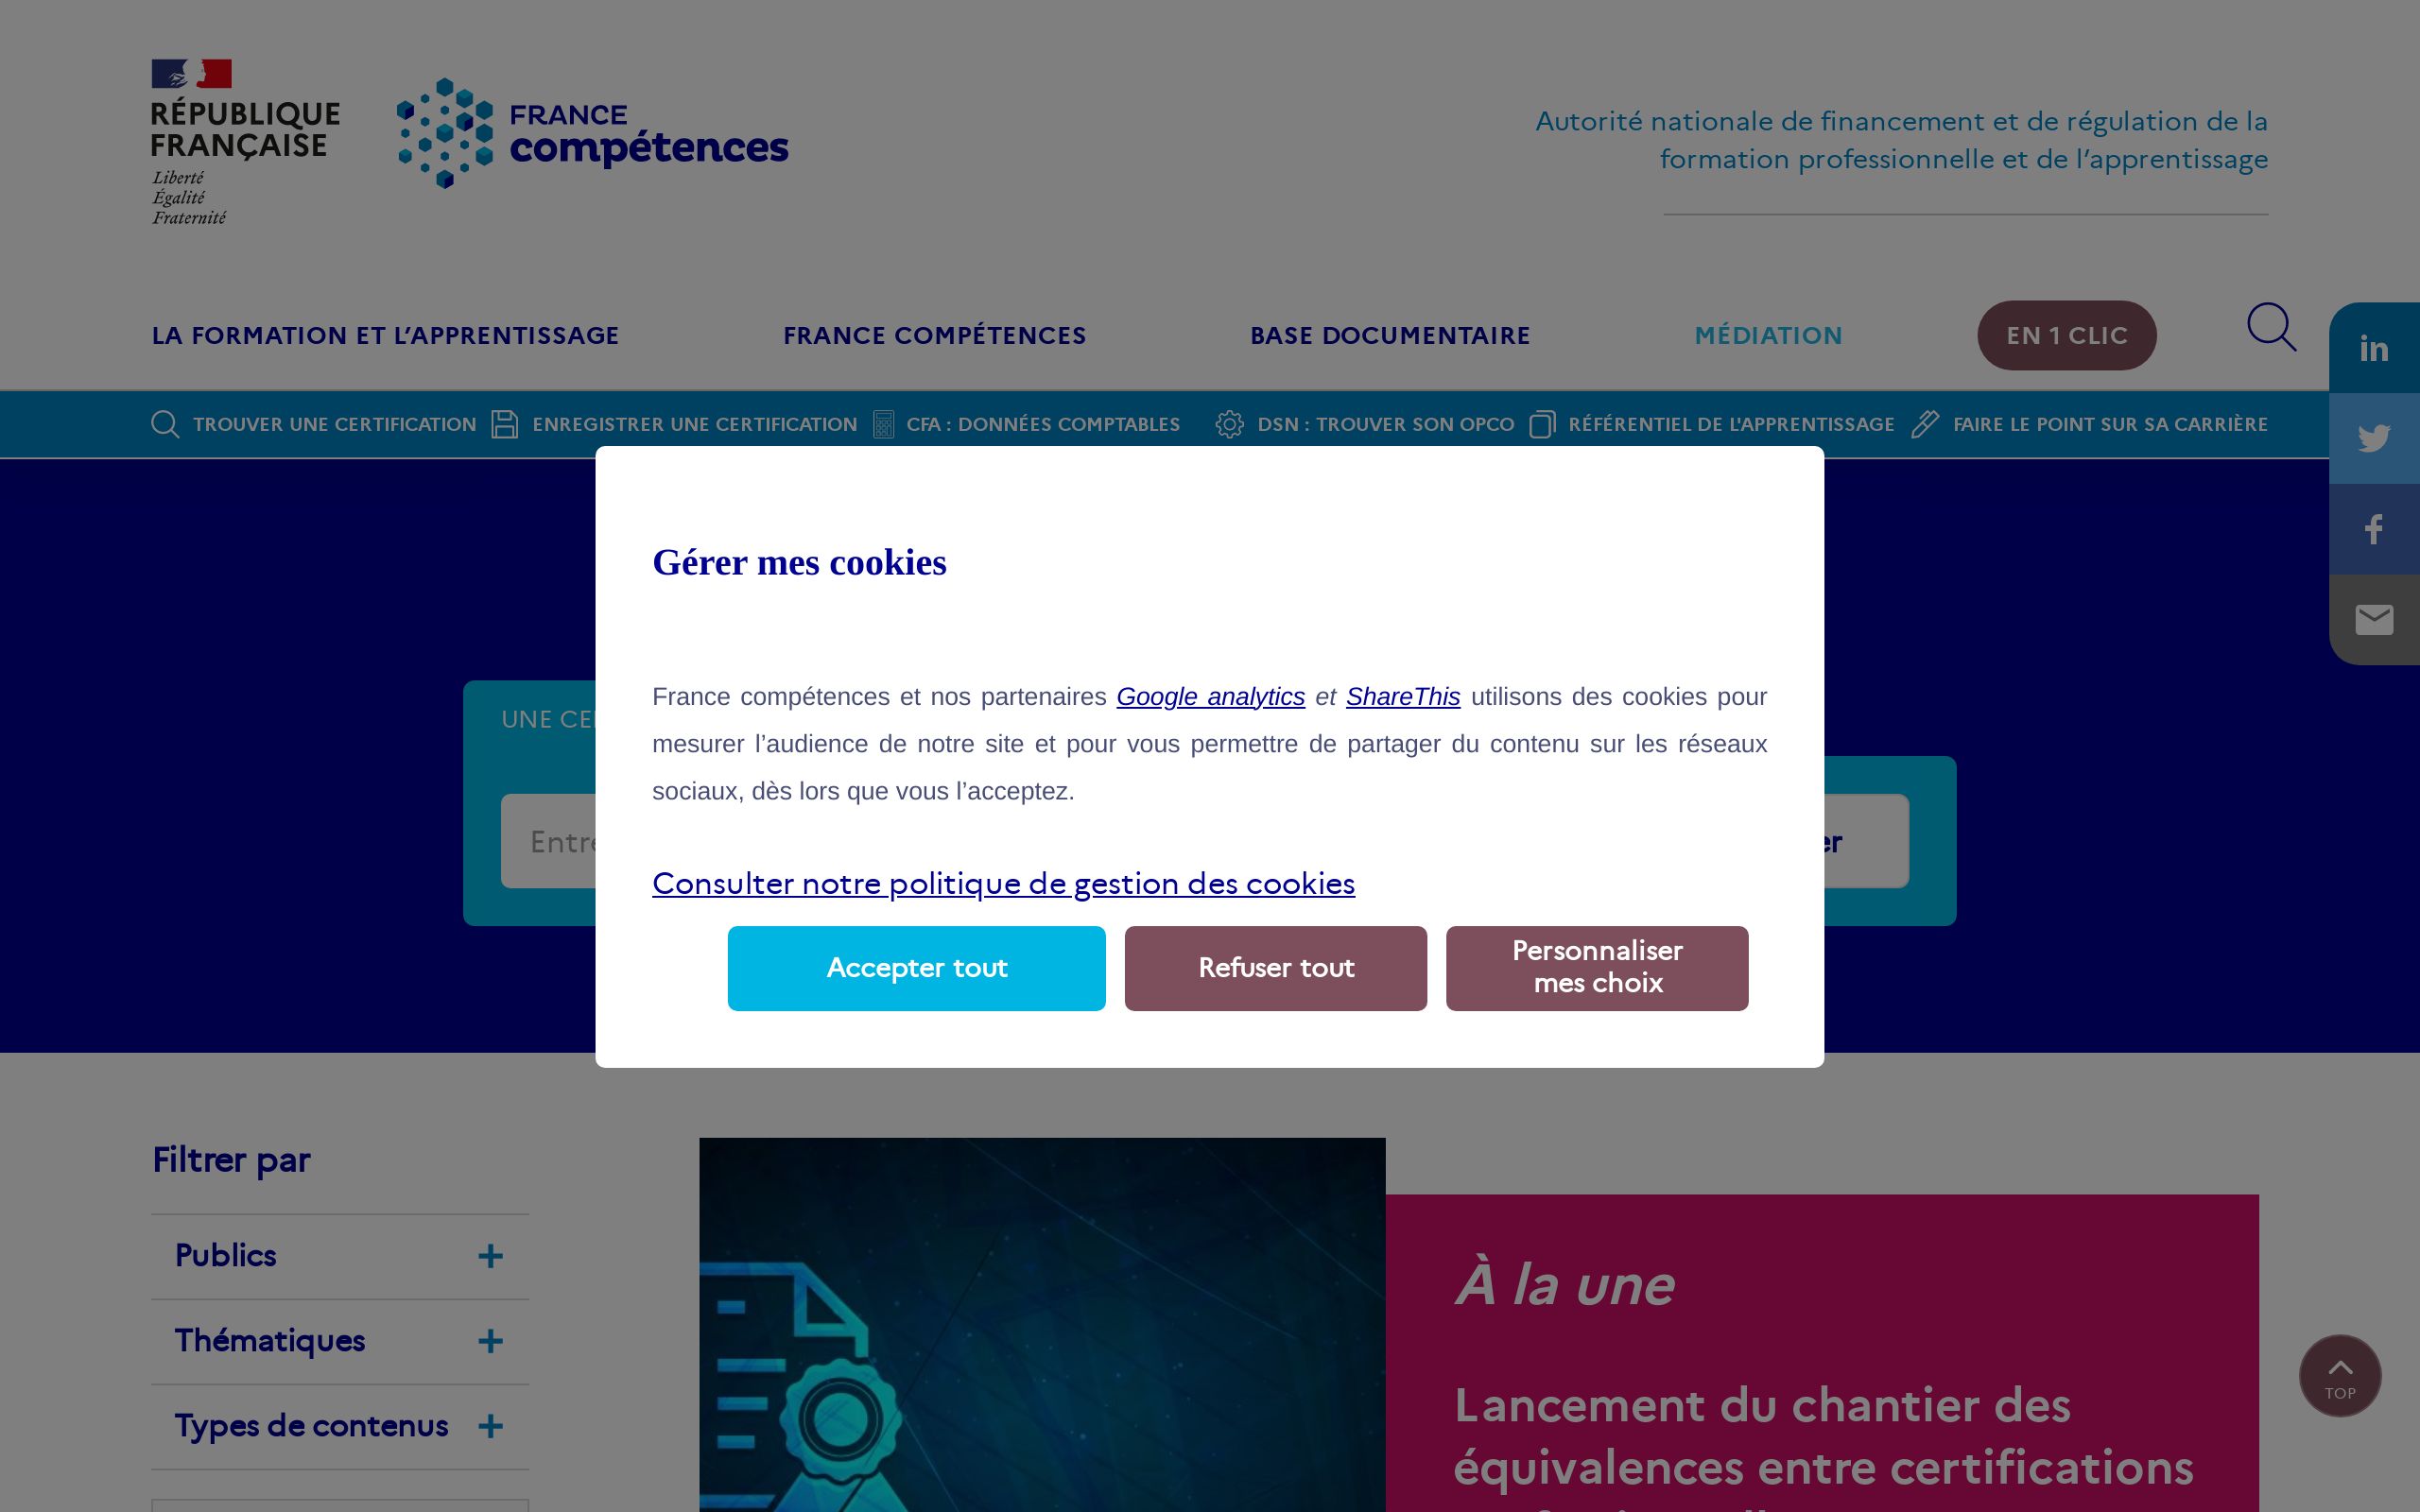 RÉPUBLIQUE
FRANÇAISE
Liberté
Égalité
Fraternité
FRANCE
compétences
Autorité nationale de financement et de régulation de la
formation professionnelle et de l’apprentissage
LA FORMATION ET L’APPRENTISSAGE
FRANCE COMPÉTENCES
BASE DOCUMENTAIRE
MÉDIATION
EN 1 CLIC
TROUVER UNE CERTIFICATION
ENREGISTRER UNE CERTIFICATION
CFA : DONNÉES COMPTABLES
DSN : TROUVER SON OPCO
RÉFÉRENTIEL DE L'APPRENTISSAGE
FAIRE LE POINT SUR SA CARRIÈRE
in
f
Gérer mes cookies
France compétences et nos partenaires Google analytics et ShareThis utilisons des cookies pour
mesurer l’audience de notre site et pour vous permettre de partager du contenu sur les réseaux
sociaux, dès lors que vous l’acceptez.
Consulter notre politique de gestion des cookies
Accepter tout
Refuser tout
Personnaliser
mes choix
UNE
Filtrer par
Publics
Thématiques
Types de contenus
À la une
Lancement du chantier des
équivalences entre certifications
TOP